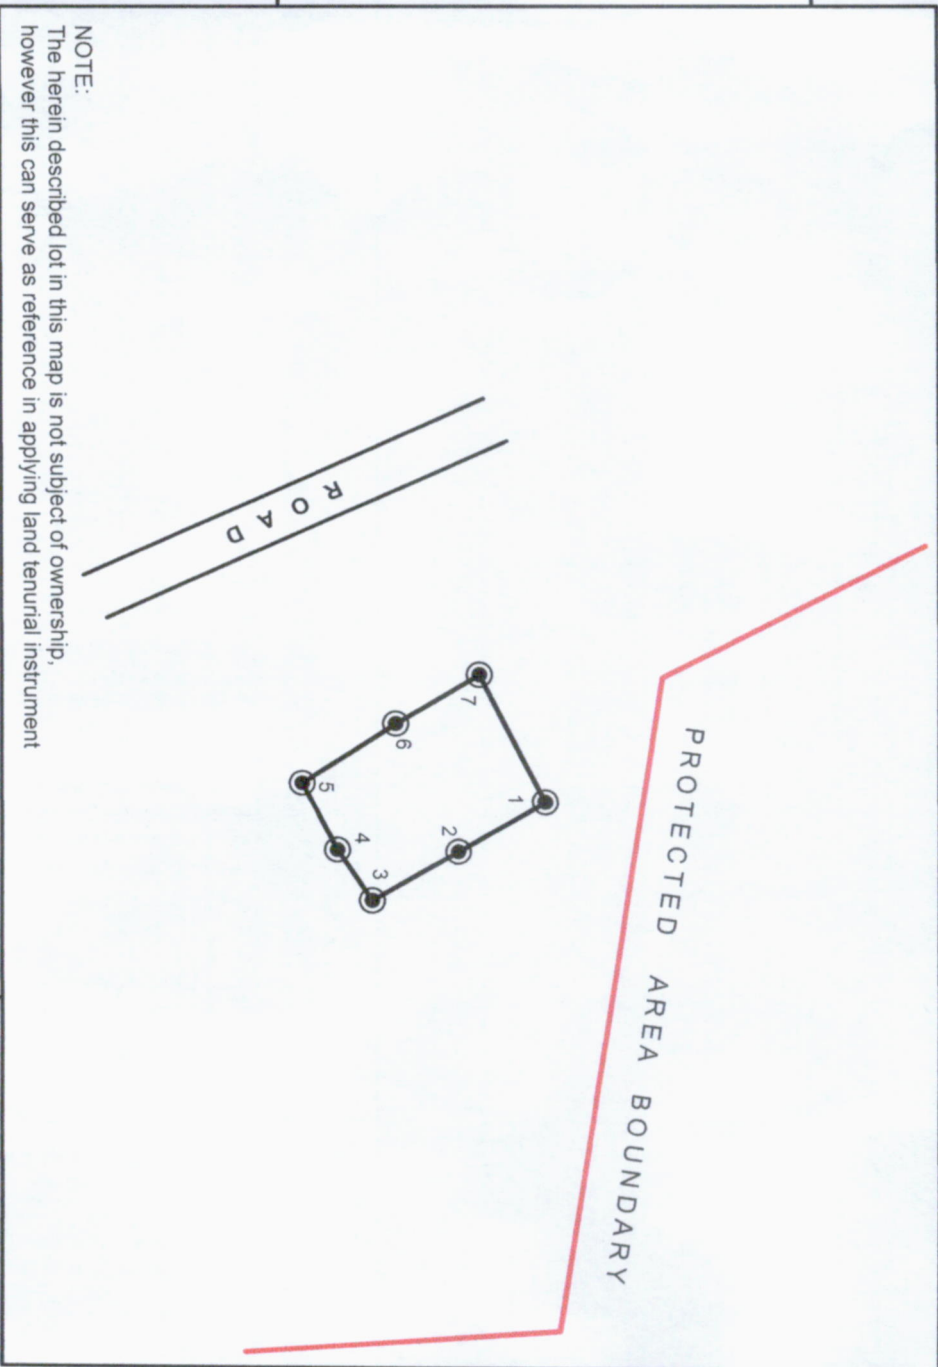 PROTECTED AREA BOUNDARY
ROAD
1
2
3
4
5
6
7
NOTE:
The herein described lot in this map is not subject of ownership,
however this can serve as reference in applying land tenurial instrument